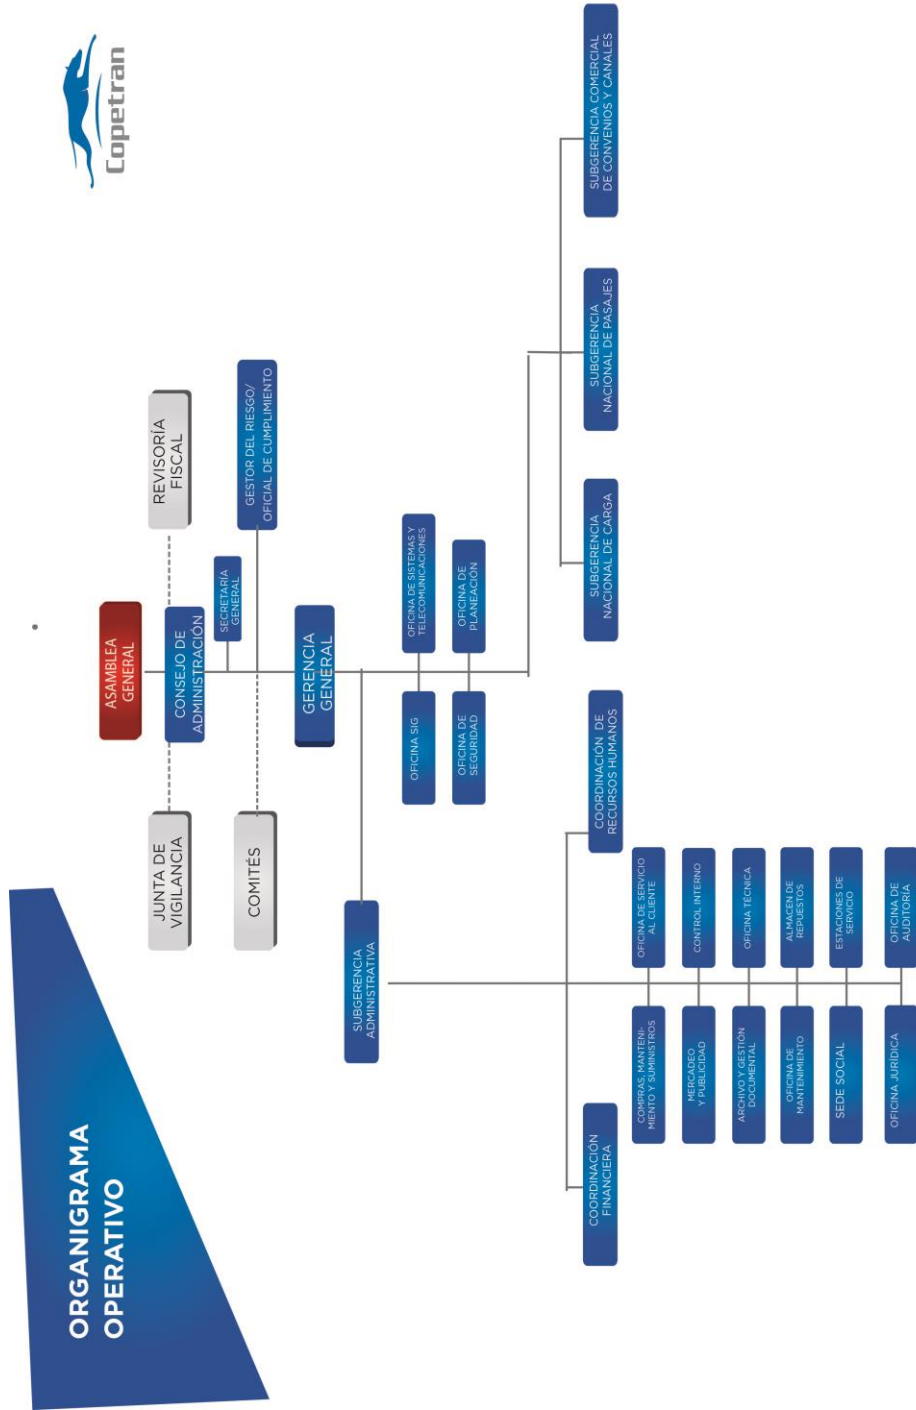 ORGANIGRAMA
OPERATIVO
Copetran
ASAMBLEA
GENERAL
JUNTA DE
VIGILANCIA
CONSEJO DE
ADMINISTRACIÓN
REVISORÍA
FISCAL
SECRETARÍA
GENERAL
COMITÉS
GESTOR DEL RIESGO/
OFICIAL DE CUMPLIMIENTO
GERENCIA
GENERAL
SUBGERENCIA
ADMINISTRATIVA
OFICINA SIG
OFICINA DE SISTEMAS Y
TELECOMUNICACIONES
OFICINA DE
SEGURIDAD
OFICINA DE
PLANEACIÓN
COORDINACIÓN
FINANCIERA
COORDINACIÓN DE
RECURSOS HUMANOS
SUBGERENCIA
NACIONAL DE CARGA
SUBGERENCIA
NACIONAL DE PASAJES
SUBGERENCIA COMERCIAL
DE CONVENIOS Y CANALES
COMPRAS, MANTENI-
MIENTO Y SUMINISTROS
OFICINA DE SERVICIO
AL CLIENTE
MERCADEO
Y PUBLICIDAD
CONTROL INTERNO
ARCHIVO Y GESTIÓN
DOCUMENTAL
OFICINA TÉCNICA
OFICINA DE
MANTENIMIENTO
ALMACEN DE
REPUESTOS
SEDE SOCIAL
ESTACIONES DE
SERVICIO
OFICINA JURÍDICA
OFICINA DE
AUDITORÍA